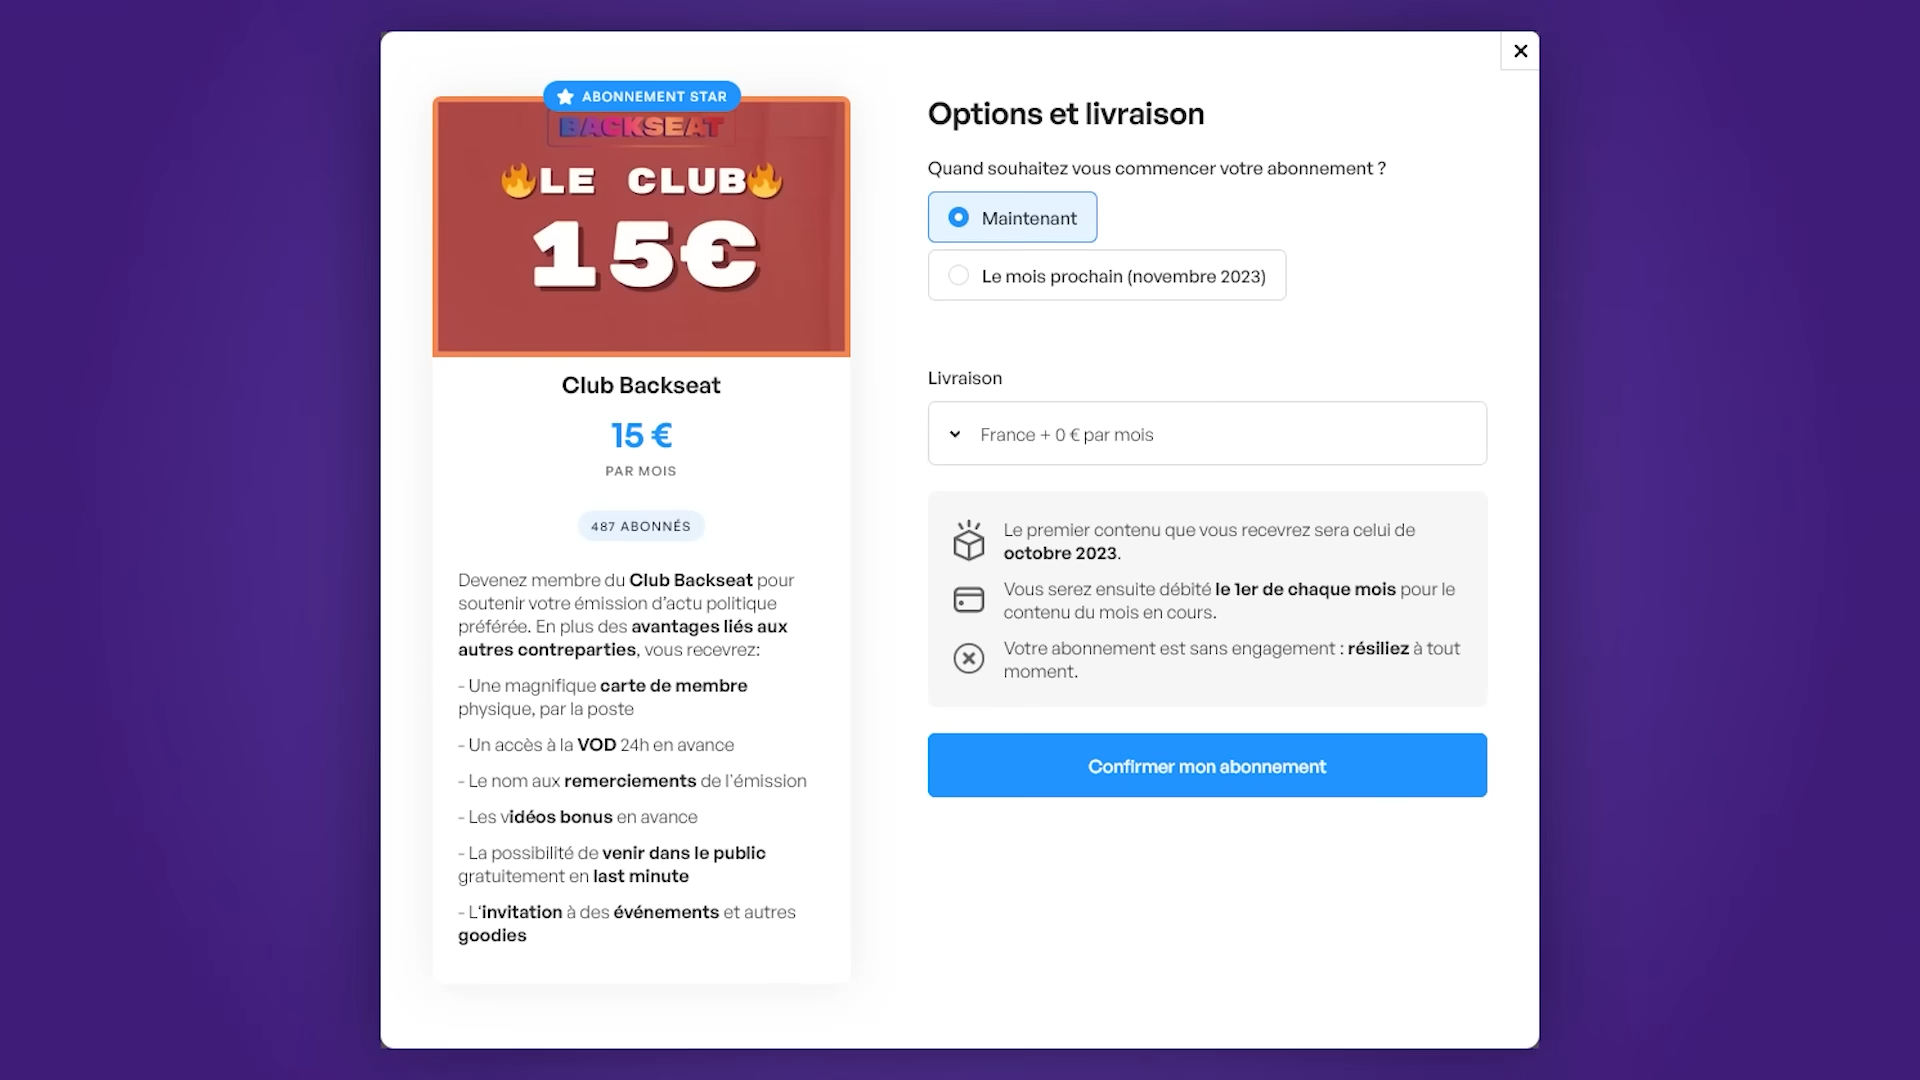 ABONNEMENT STAR
BACKSEAT
LE CLUB
15€
Club Backseat
15 €
PAR MOIS
487 ABONNÉS
Devenez membre du Club Backseat pour
soutenir votre émission d'actu politique
préférée. En plus des avantages liés aux
autres contreparties, vous recevrez:
- Une magnifique carte de membre
physique, par la poste
- Un accès à la VOD 24h en avance
- Le nom aux remerciements de l'émission
- Les vidéos bonus en avance
- La possibilité de venir dans le public
gratuitement en last minute
- L'invitation à des événements et autres
goodies
Options et livraison
Quand souhaitez vous commencer votre abonnement ?
Maintenant
Le mois prochain (novembre 2023)
Livraison
France + 0 € par mois
Le premier contenu que vous recevrez sera celui de
octobre 2023.
Vous serez ensuite débité le 1er de chaque mois pour le
contenu du mois en cours.
Votre abonnement est sans engagement : résiliez à tout
moment.
Confirmer mon abonnement